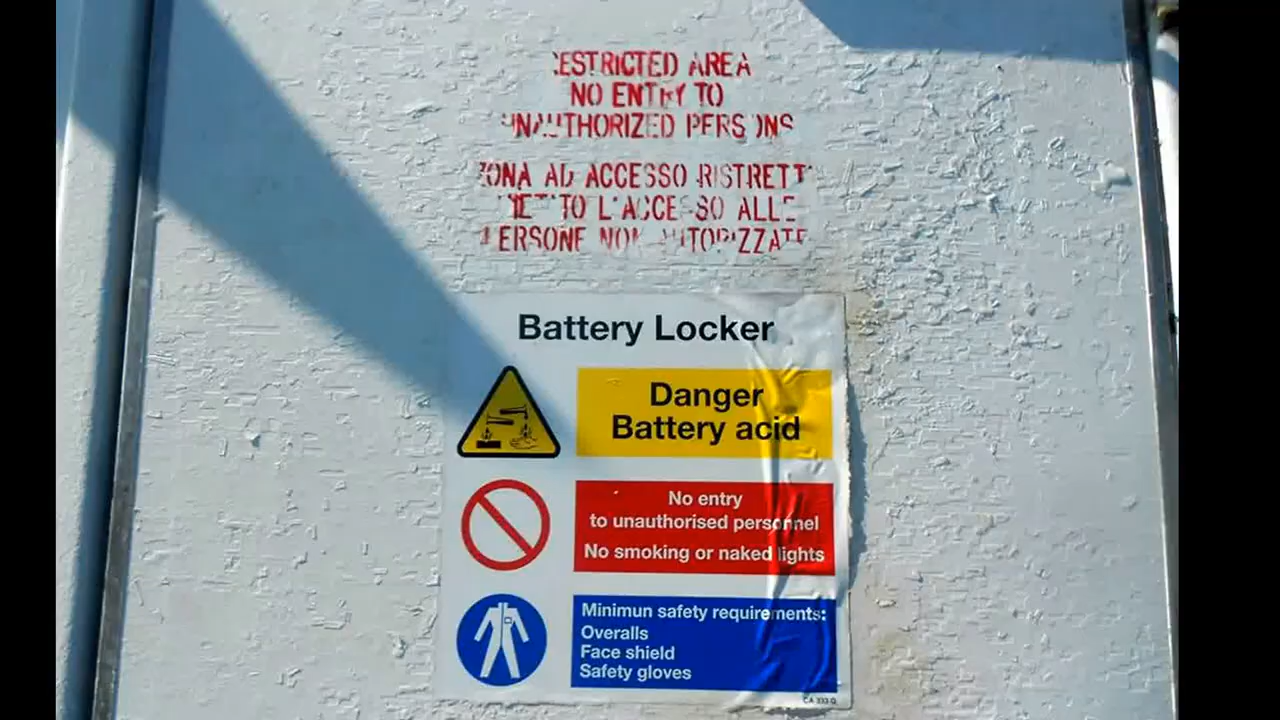 RESTRICTED AREA
NO ENTRY TO
UNAUTHORIZED PERSONS
ZONA AD ACCESSO RISTRETTO
VIETATO L'ACCESSO ALLE
PERSONE NON AUTORIZZATE
Battery Locker
Danger
Battery acid
No entry
to unauthorised personnel
No smoking or naked lights
Minimun safety requirements:
Overalls
Face shield
Safety gloves